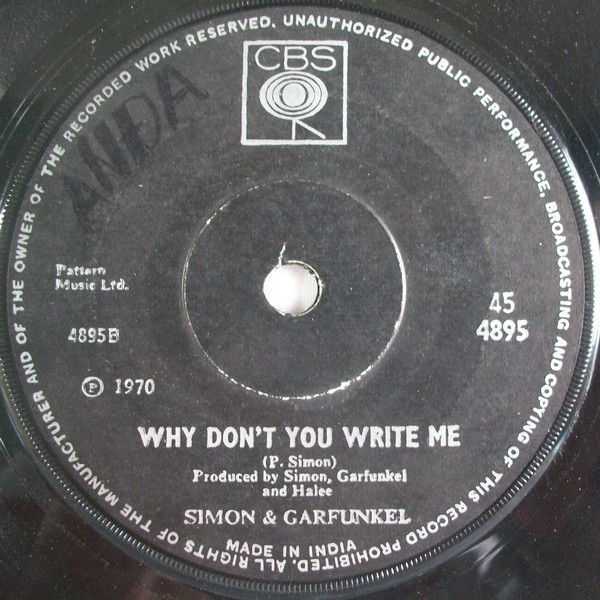 ALL RIGHTS OF THE MANUFACTURER AND OF THE OWNER OF THE RECORDED WORK RESERVED. UNAUTHORIZED PUBLIC PERFORMANCE, BROADCASTING AND COPYING OF THIS RECORD PROHIBITED.
CBS
ANDA
Pattern
Music Ltd.
45
4895B
4895
℗ 1970
WHY DON'T YOU WRITE ME
(P. Simon)
Produced by Simon, Garfunkel
and Halee
SIMON & GARFUNKEL
MADE IN INDIA